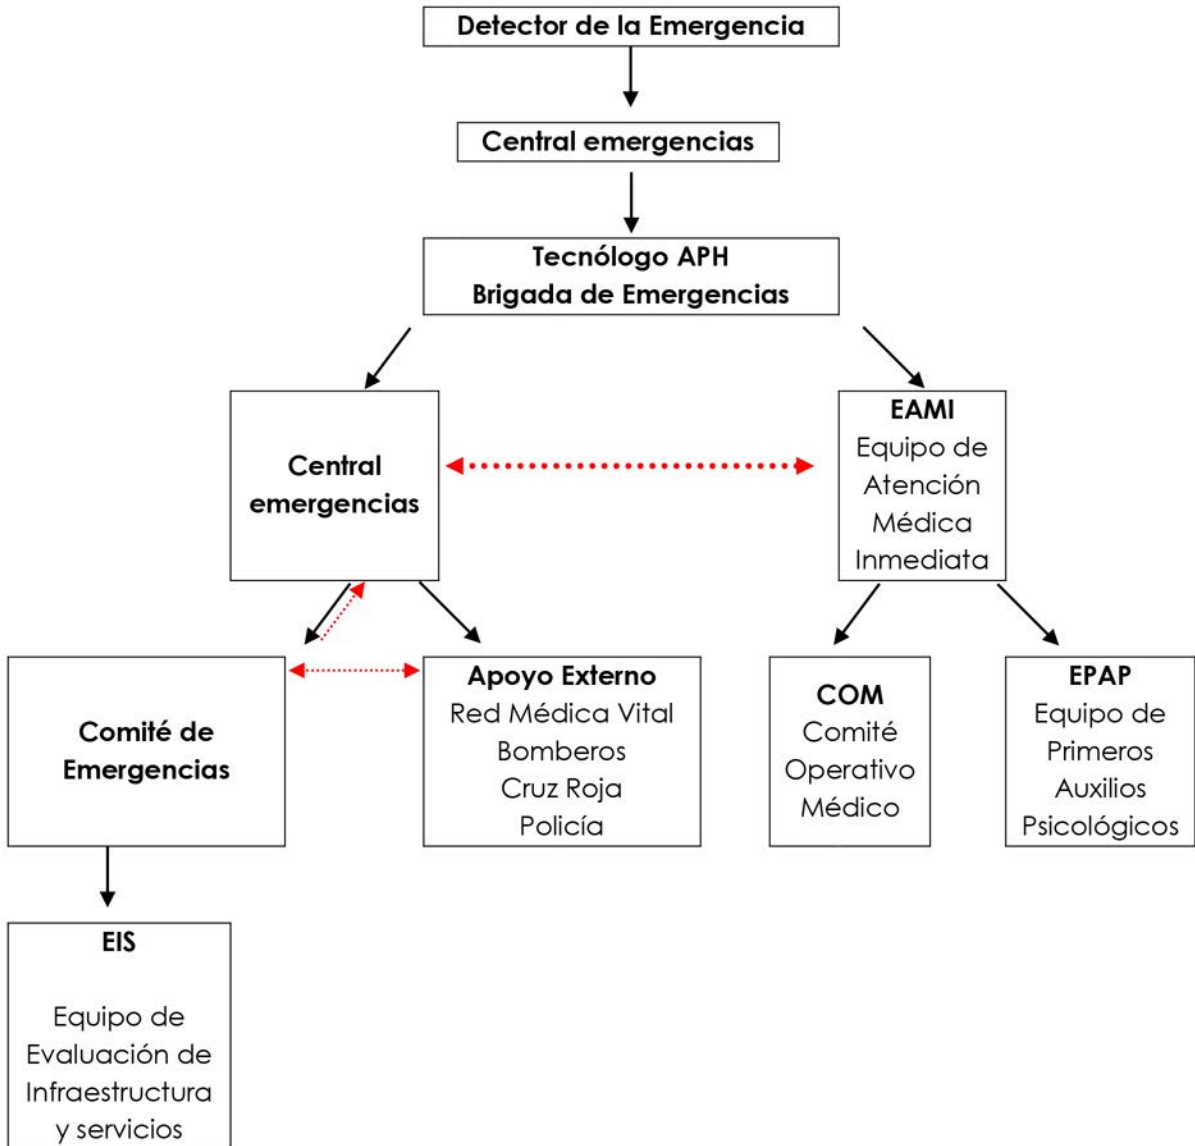 Detector de la Emergencia
Central emergencias
Tecnólogo APH
Brigada de Emergencias
Central
emergencias
EAMI
Equipo de
Atención
Médica
Inmediata
Comité de
Emergencias
Apoyo Externo
Red Médica Vital
Bomberos
Cruz Roja
Policía
COM
Comité
Operativo
Médico
EPAP
Equipo de
Primeros
Auxilios
Psicológicos
EIS
Equipo de
Evaluación de
Infraestructura
y servicios